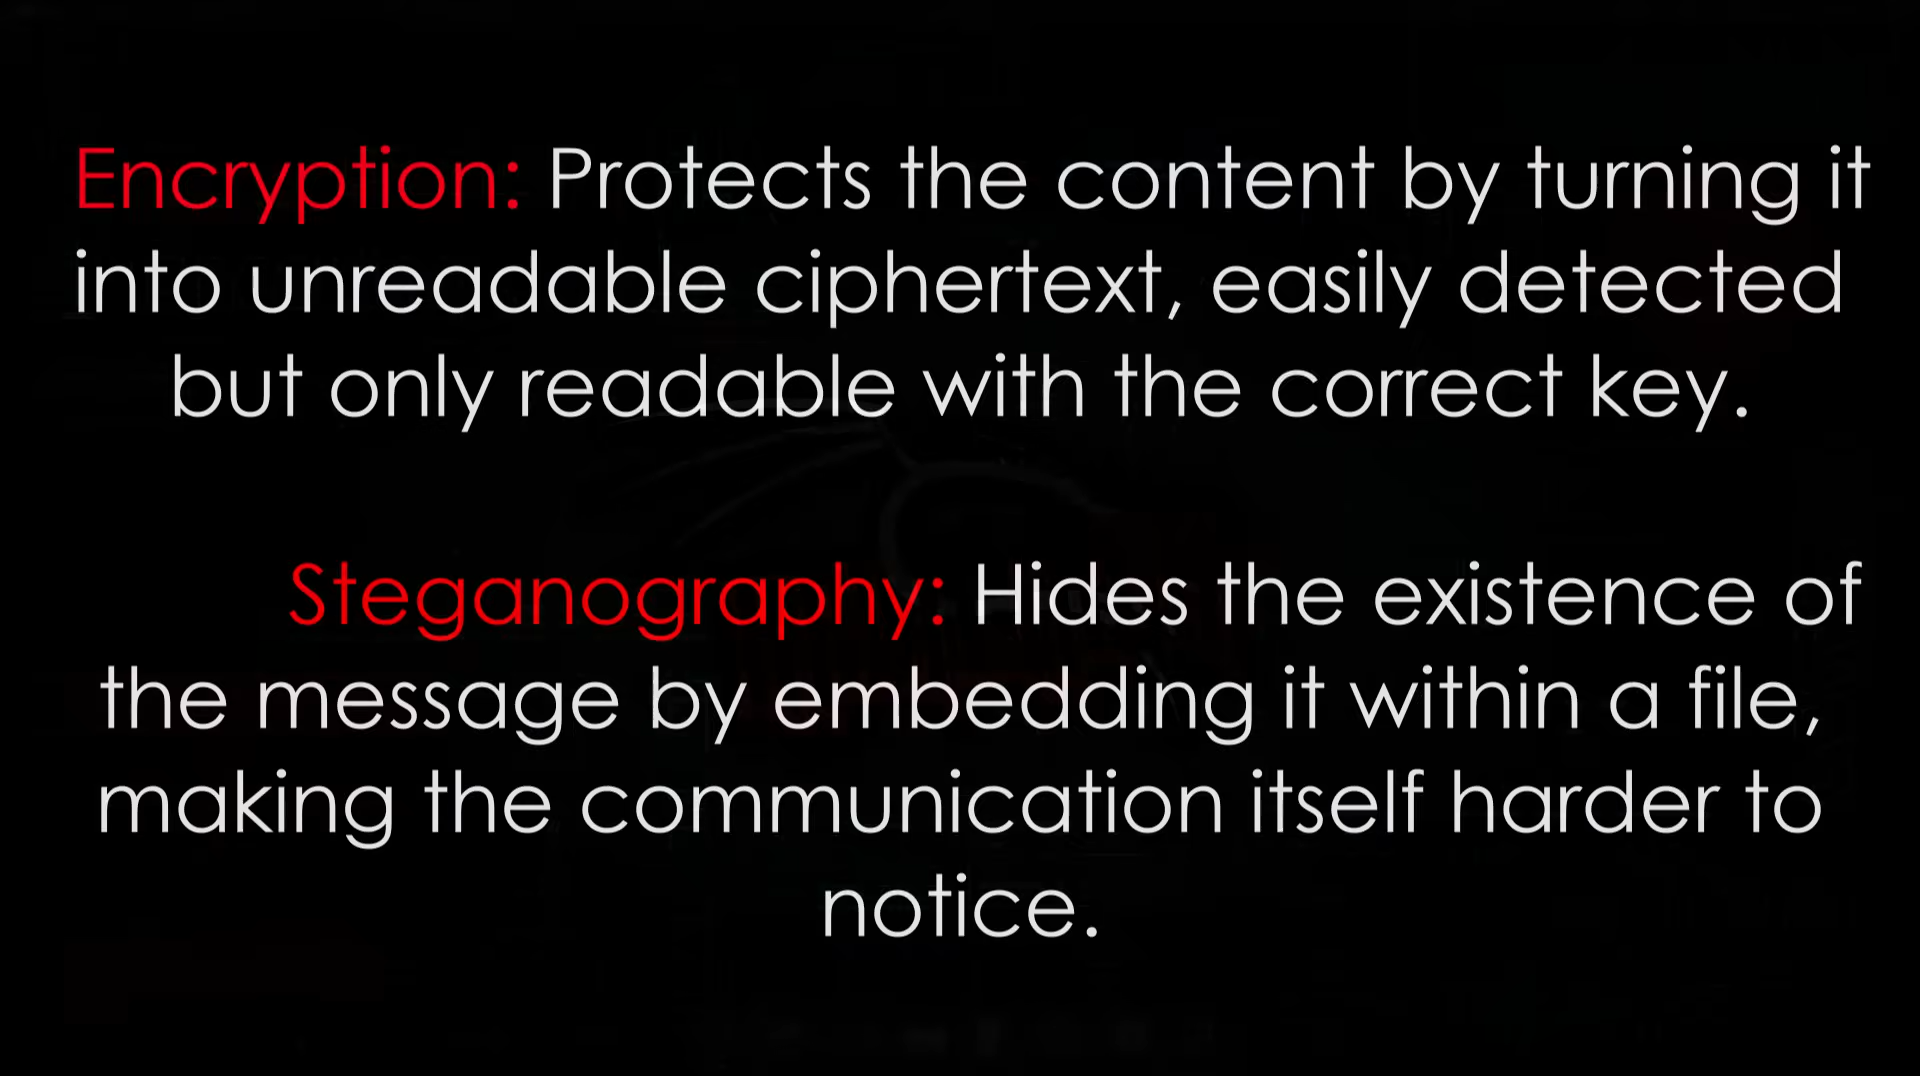 Encryption: Protects the content by turning it
into unreadable ciphertext, easily detected
but only readable with the correct key.
Steganography: Hides the existence of
the message by embedding it within a file,
making the communication itself harder to
notice.